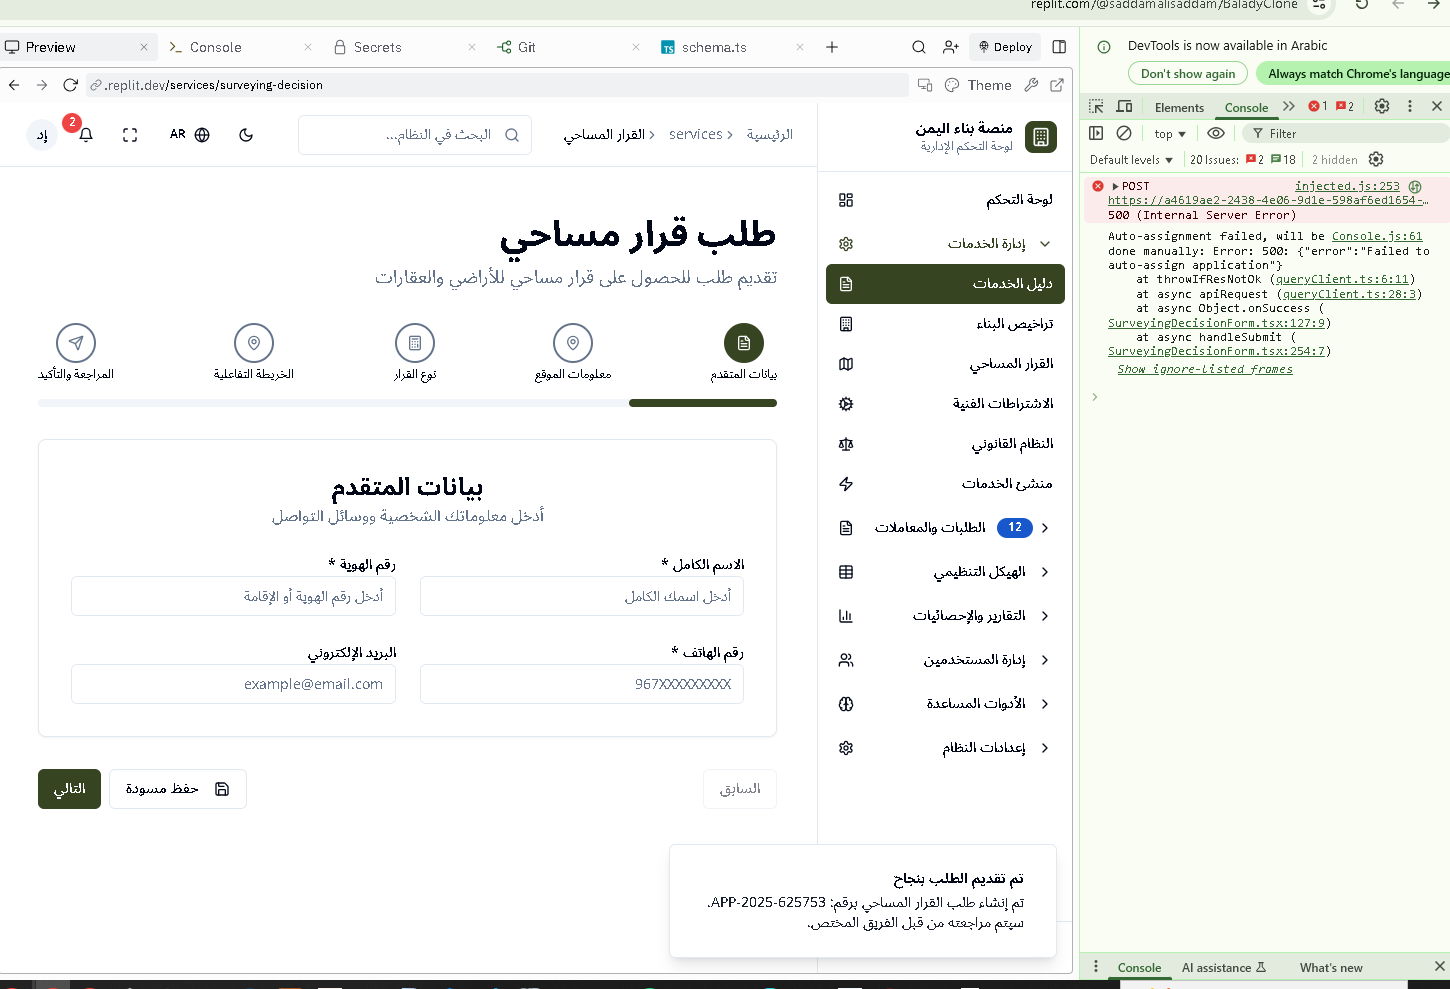 replit.com/@saddamalisaddam/BaladyClone
Preview
Console
Secrets
Git
schema.ts
Deploy
.replit.dev/services/surveying-decision
Theme
إد
2
AR
البحث في النظام...
الرئيسية
services
القرار المساحي
منصة بناء اليمن
لوحة التحكم الإدارية
لوحة التحكم
إدارة الخدمات
دليل الخدمات
تراخيص البناء
القرار المساحي
الاشتراطات الفنية
النظام القانوني
منشئ الخدمات
الطلبات والمعاملات
12
الهيكل التنظيمي
التقارير والإحصائيات
إدارة المستخدمين
الأدوات المساعدة
إعدادات النظام
طلب قرار مساحي
تقديم طلب للحصول على قرار مساحي للأراضي والعقارات
بيانات المتقدم
معلومات الموقع
نوع القرار
الخريطة التفاعلية
المراجعة والتأكيد
بيانات المتقدم
أدخل معلوماتك الشخصية ووسائل التواصل
الاسم الكامل *
رقم الهوية *
أدخل اسمك الكامل
أدخل رقم الهوية أو الإقامة
رقم الهاتف *
البريد الإلكتروني
967XXXXXXXXX
example@email.com
السابق
حفظ مسودة
التالي
تم تقديم الطلب بنجاح
تم إنشاء طلب القرار المساحي برقم: APP-2025-625753.
سيتم مراجعته من قبل الفريق المختص.
DevTools is now available in Arabic
Don't show again
Always match Chrome's language
Elements
Console
1
2
top
Filter
Default levels
20 Issues:
2
18
2 hidden
POST
injected.js:253
https://a4619ae2-2438-4e06-9d1e-598af6ed1654-…
500 (Internal Server Error)
Auto-assignment failed, will be Console.js:61
done manually: Error: 500: {"error":"Failed to
auto-assign application"}
at throwIfResNotOk (queryClient.ts:6:11)
at async apiRequest (queryClient.ts:28:3)
at async Object.onSuccess (
SurveyingDecisionForm.tsx:127:9)
at async handleSubmit (
SurveyingDecisionForm.tsx:254:7)
Show ignore-listed frames
Console
AI assistance
What's new